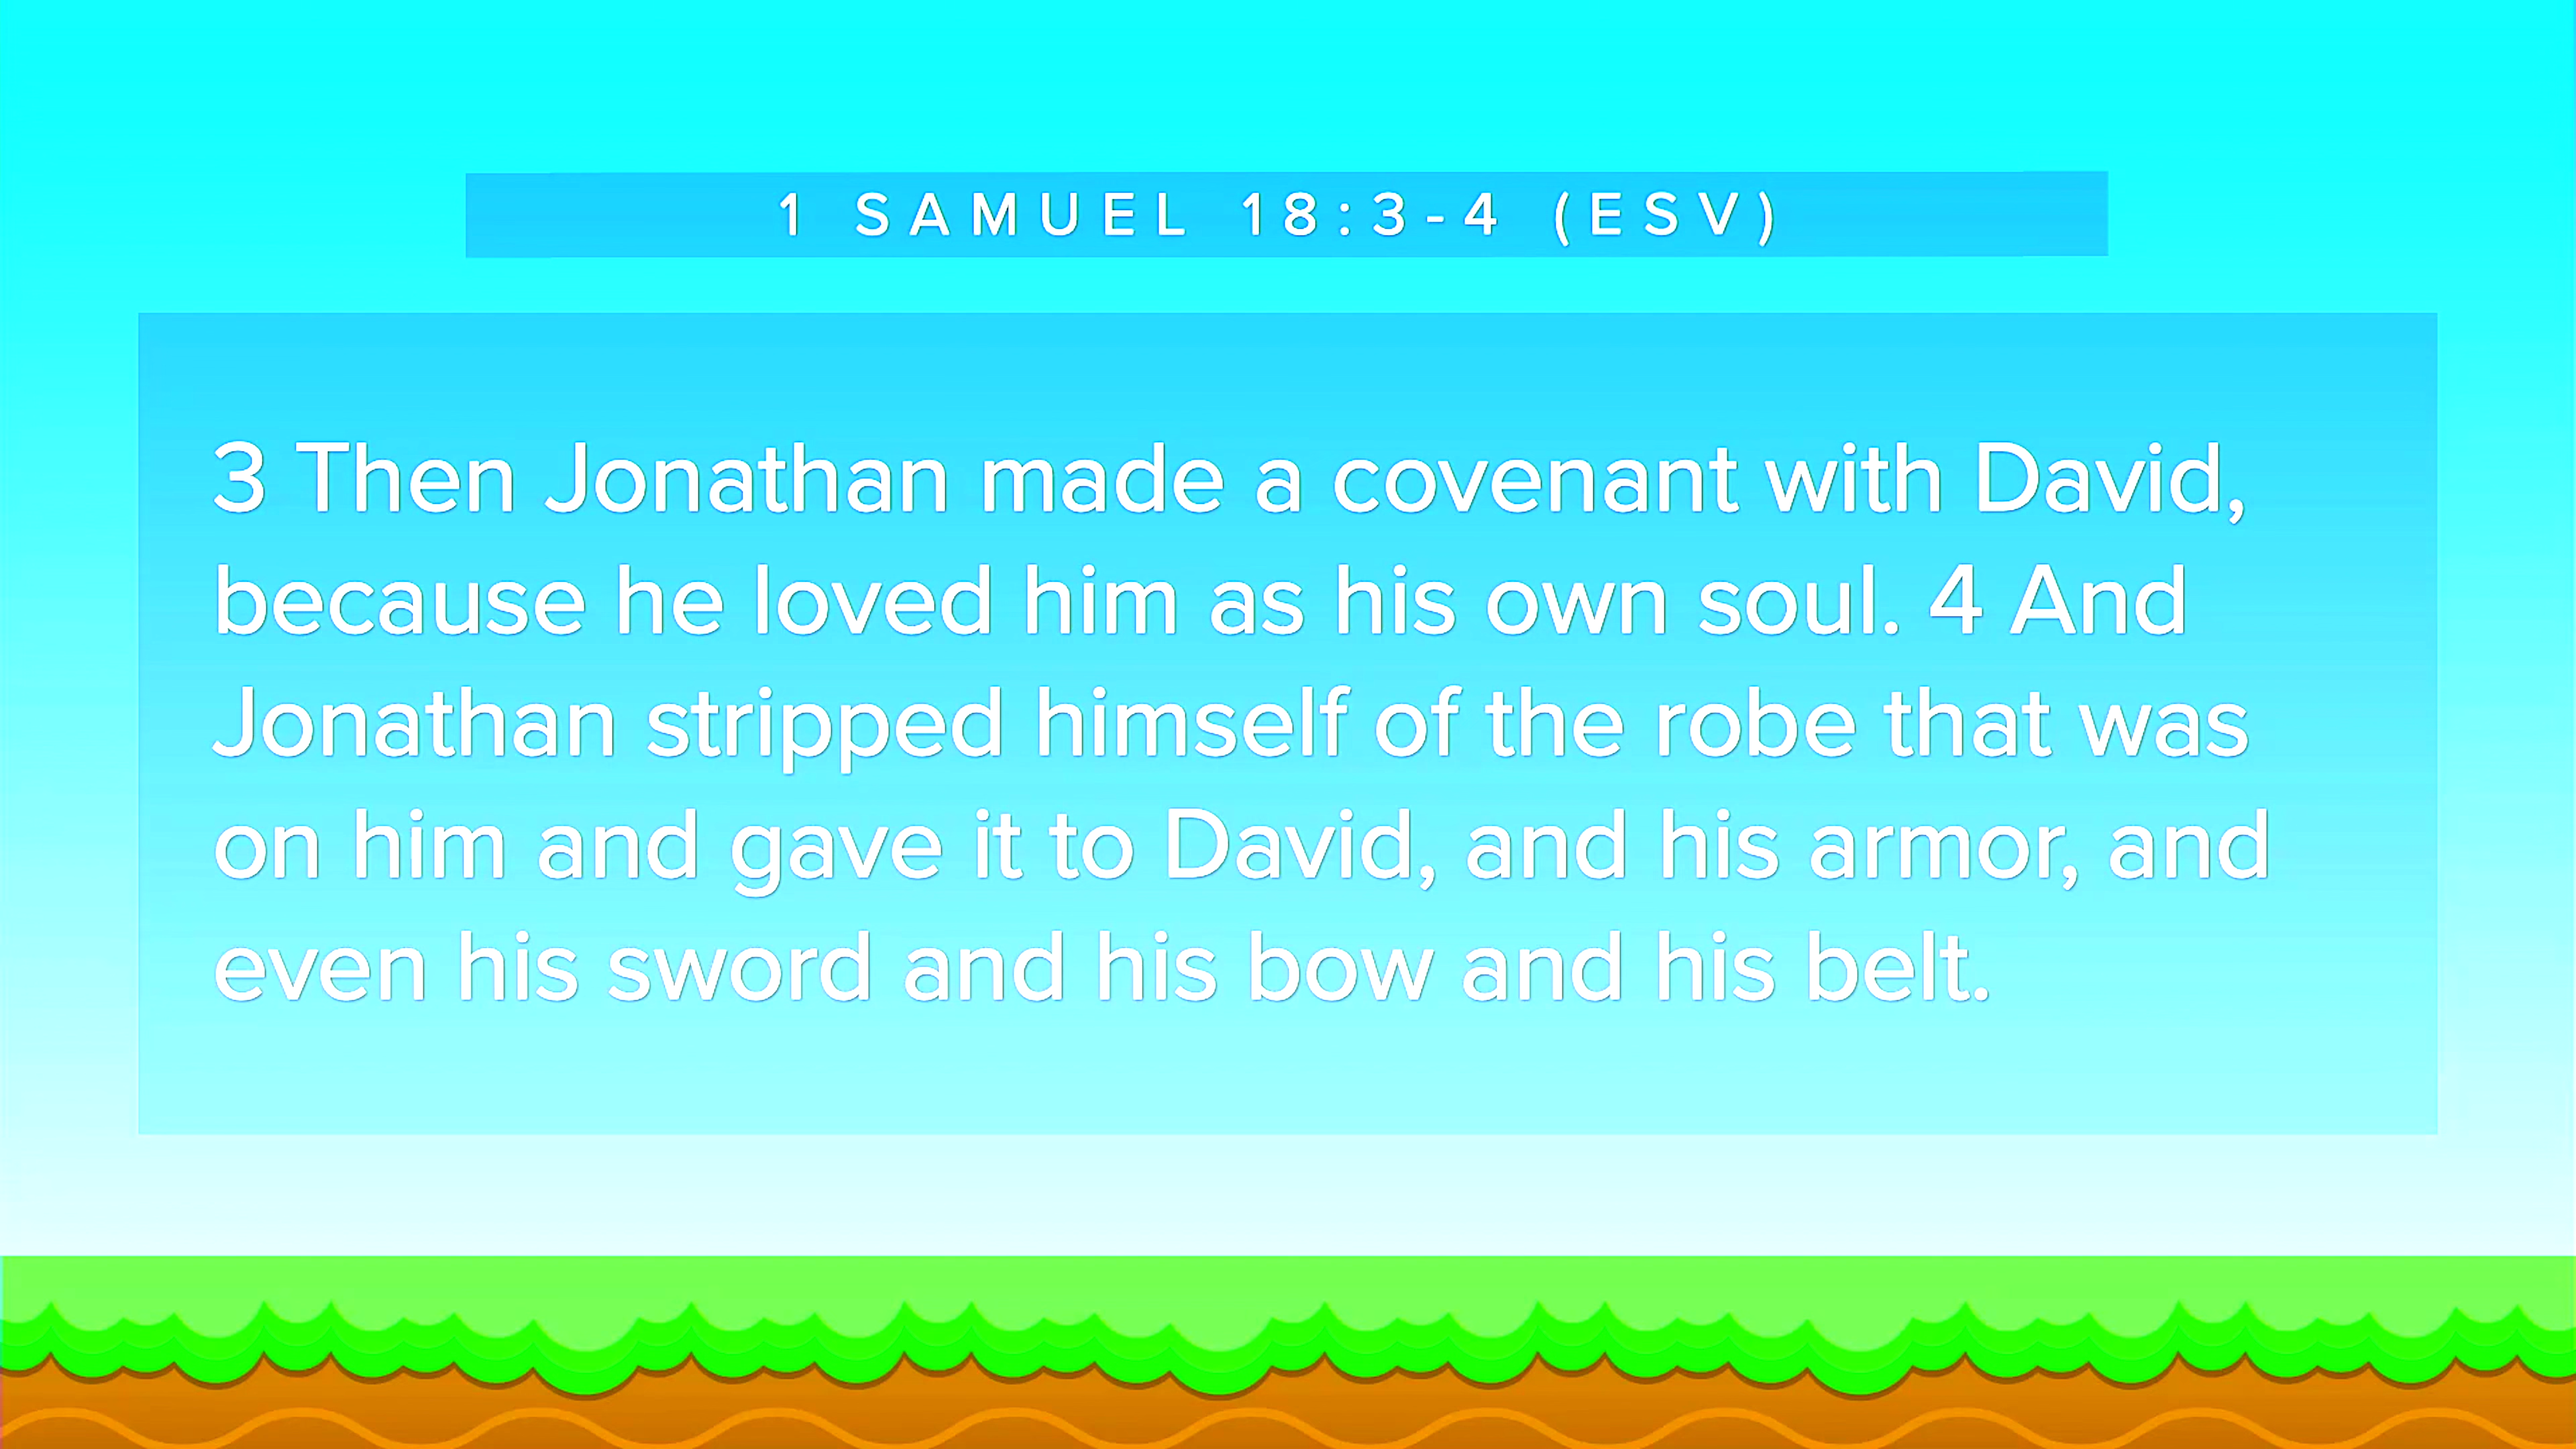 1 SAMUEL 18:3-4 (ESV)
3 Then Jonathan made a covenant with David,
because he loved him as his own soul. 4 And
Jonathan stripped himself of the robe that was
on him and gave it to David, and his armor, and
even his sword and his bow and his belt.